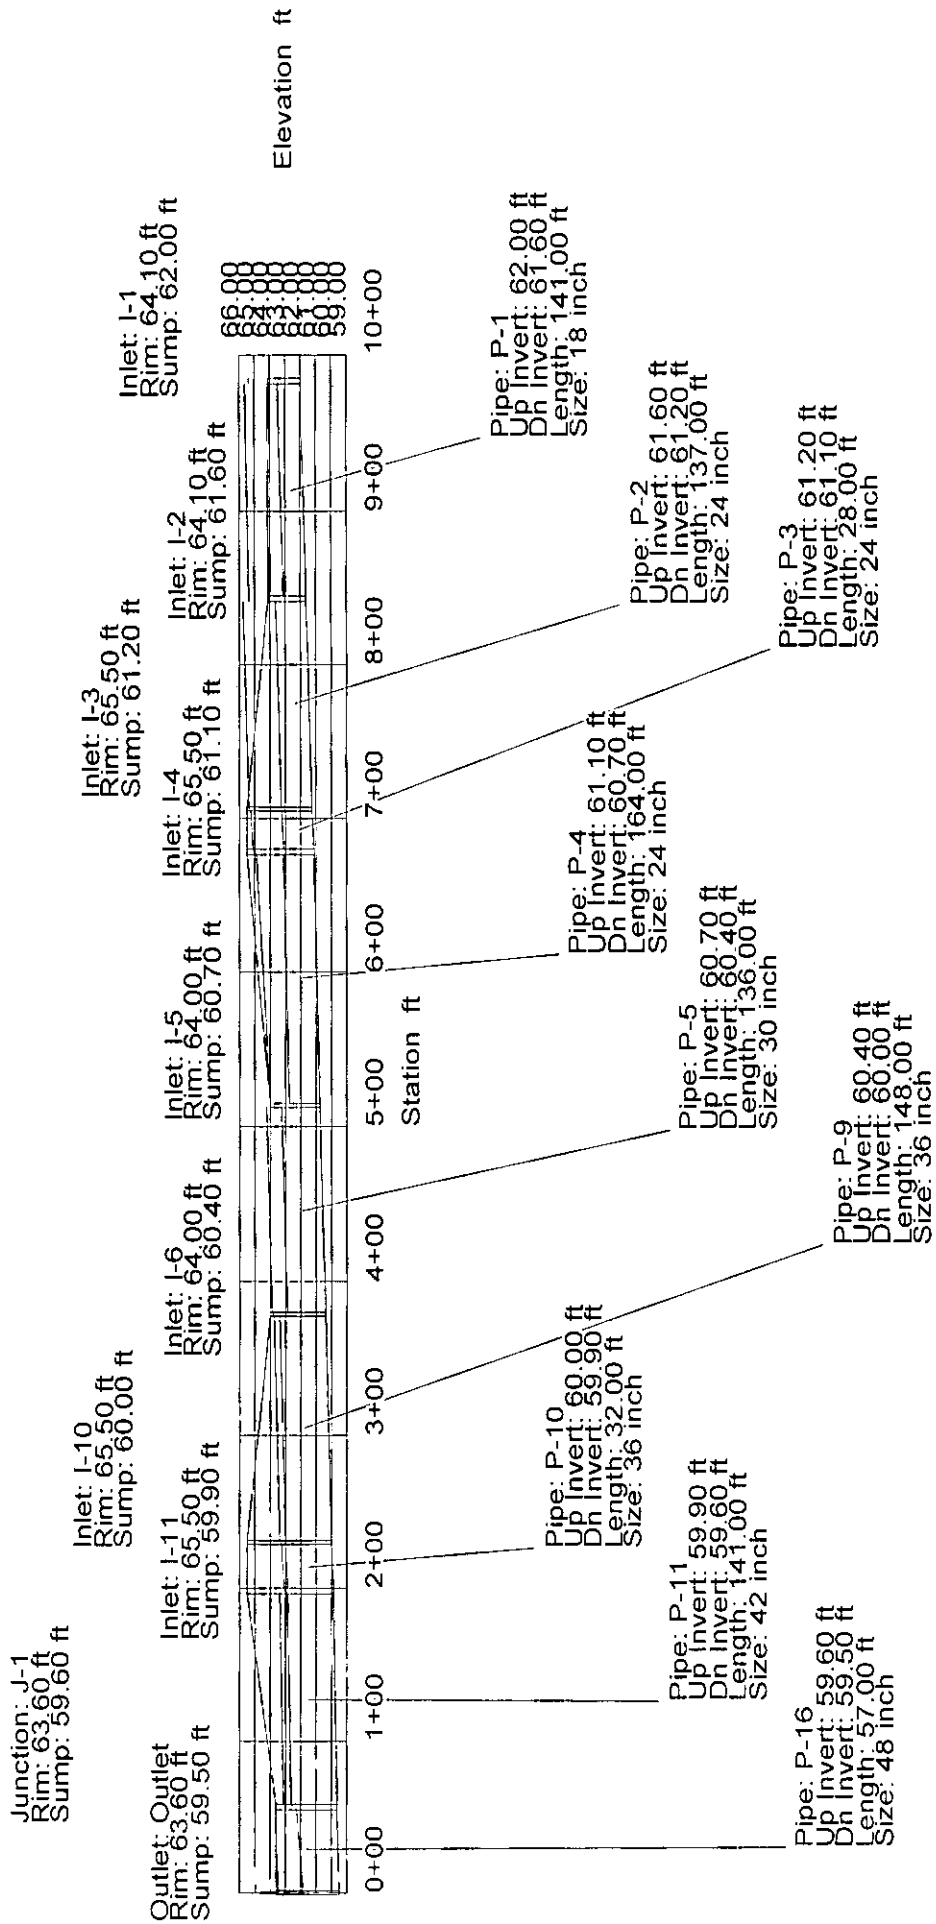 Junction: J-1
Rim: 63.60 ft
Sump: 59.60 ft
Outlet: Outlet
Rim: 63.60 ft
Sump: 59.50 ft
Inlet: I-10
Rim: 65.50 ft
Sump: 60.00 ft
Inlet: I-11
Rim: 65.50 ft
Sump: 59.90 ft
Inlet: I-6
Rim: 64.00 ft
Sump: 60.40 ft
Inlet: I-5
Rim: 64.00 ft
Sump: 60.70 ft
Inlet: I-3
Rim: 65.50 ft
Sump: 61.20 ft
Inlet: I-4
Rim: 65.50 ft
Sump: 61.10 ft
Inlet: I-2
Rim: 64.10 ft
Sump: 61.60 ft
Inlet: I-1
Rim: 64.10 ft
Sump: 62.00 ft
66.00
65.00
64.00
63.00
62.00
61.00
60.00
59.00
Elevation ft
0+00
1+00
2+00
3+00
4+00
5+00
6+00
7+00
8+00
9+00
10+00
Station ft
Pipe: P-16
Up Invert: 59.60 ft
Dn Invert: 59.50 ft
Length: 57.00 ft
Size: 48 inch
Pipe: P-11
Up Invert: 59.90 ft
Dn Invert: 59.60 ft
Length: 141.00 ft
Size: 42 inch
Pipe: P-10
Up Invert: 60.00 ft
Dn Invert: 59.90 ft
Length: 32.00 ft
Size: 36 inch
Pipe: P-9
Up Invert: 60.40 ft
Dn Invert: 60.00 ft
Length: 148.00 ft
Size: 36 inch
Pipe: P-5
Up Invert: 60.70 ft
Dn Invert: 60.40 ft
Length: 136.00 ft
Size: 30 inch
Pipe: P-4
Up Invert: 61.10 ft
Dn Invert: 60.70 ft
Length: 164.00 ft
Size: 24 inch
Pipe: P-3
Up Invert: 61.20 ft
Dn Invert: 61.10 ft
Length: 28.00 ft
Size: 24 inch
Pipe: P-2
Up Invert: 61.60 ft
Dn Invert: 61.20 ft
Length: 137.00 ft
Size: 24 inch
Pipe: P-1
Up Invert: 62.00 ft
Dn Invert: 61.60 ft
Length: 141.00 ft
Size: 18 inch